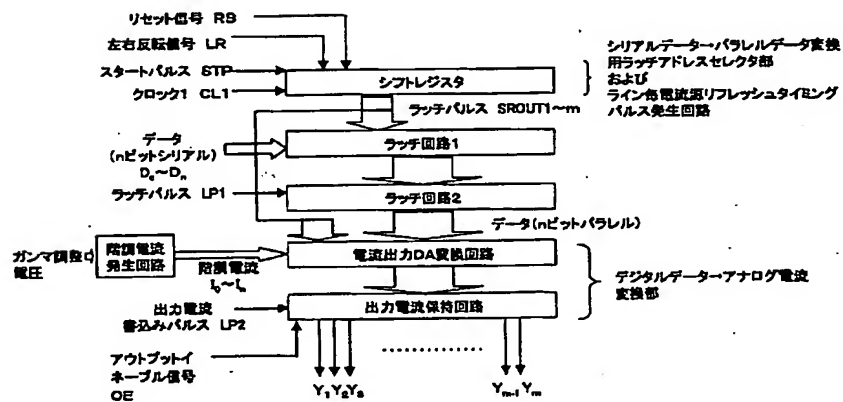 リセット信号 RS
左右反転信号 LR
スタートパルス STP
クロック1 CL1
シフトレジスタ
シリアルデータ→パラレルデータ変換
用ラッチアドレスセレクタ部
および
ライン毎電流源リフレッシュタイミング
パルス発生回路
ラッチパルス SROUT1~m
データ
(nビットシリアル)
D₀~Dₙ
ラッチ回路1
ラッチパルス LP1
ラッチ回路2
データ(nビットパラレル)
ガンマ調整
電圧
階調電流
発生回路
階調電流
I₀~Iₙ
電流出力DA変換回路
デジタルデータ→アナログ電流
変換部
出力電流
書込みパルス LP2
出力電流保持回路
アウトプットイ
ネーブル信号
OE
Y₁ Y₂ Y₃
Yₘ₋₁ Yₘ